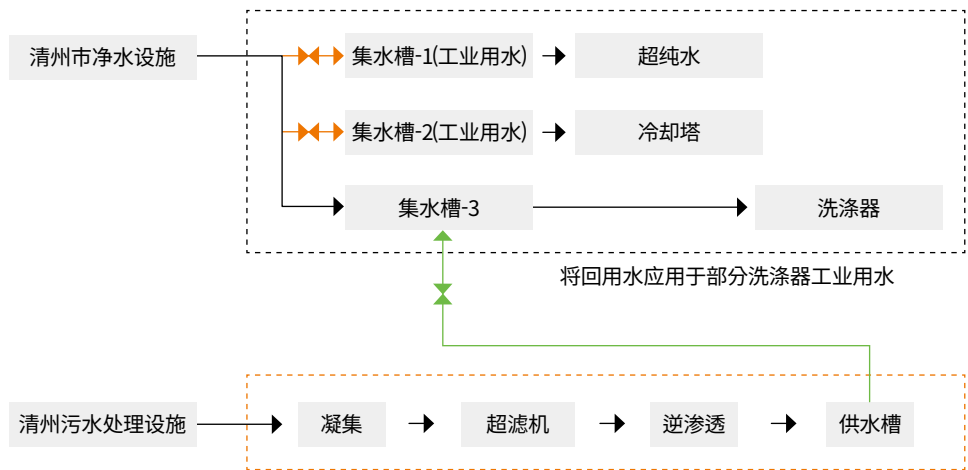 清州市净水设施
集水槽-1(工业用水)
超纯水
集水槽-2(工业用水)
冷却塔
集水槽-3
洗涤器
将回用水应用于部分洗涤器工业用水
清州污水处理设施
凝集
超滤机
逆渗透
供水槽